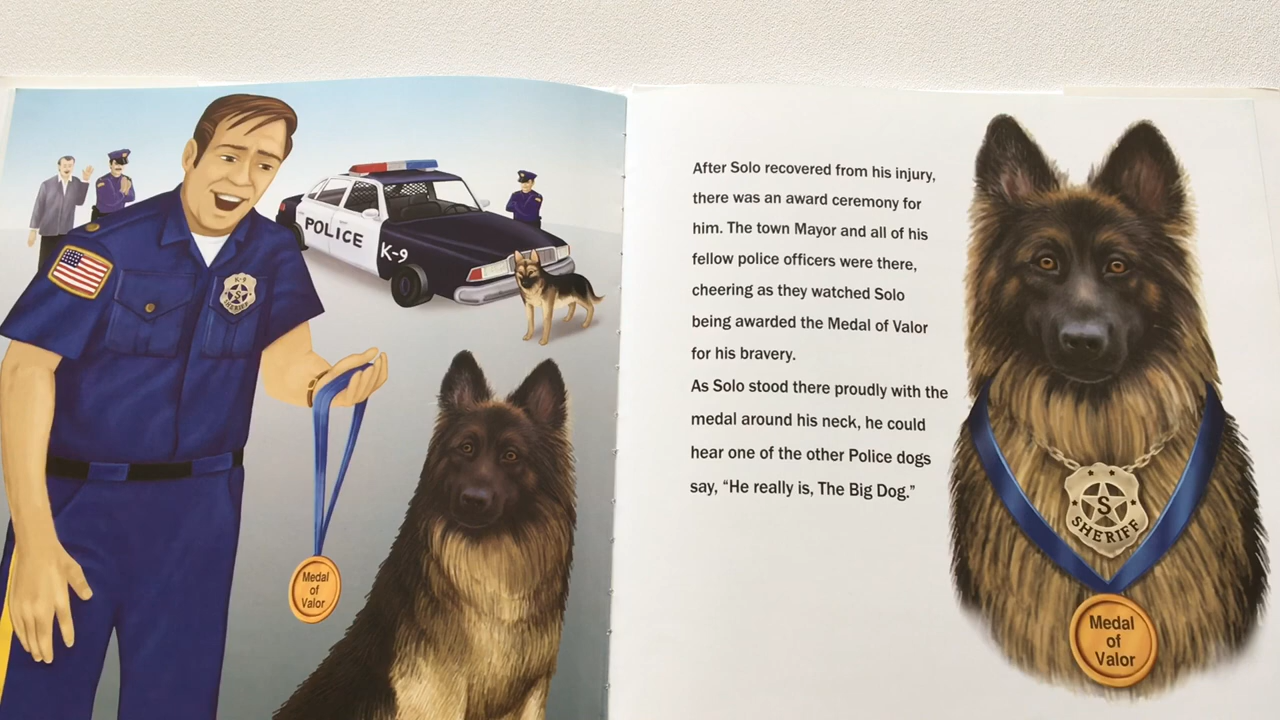 POLICE
K-9
K-9
S
SHERIFF
Medal
of
Valor
After Solo recovered from his injury,
there was an award ceremony for
him. The town Mayor and all of his
fellow police officers were there,
cheering as they watched Solo
being awarded the Medal of Valor
for his bravery.
As Solo stood there proudly with the
medal around his neck, he could
hear one of the other Police dogs
say, “He really is, The Big Dog.”
S
SHERIFF
Medal
of
Valor